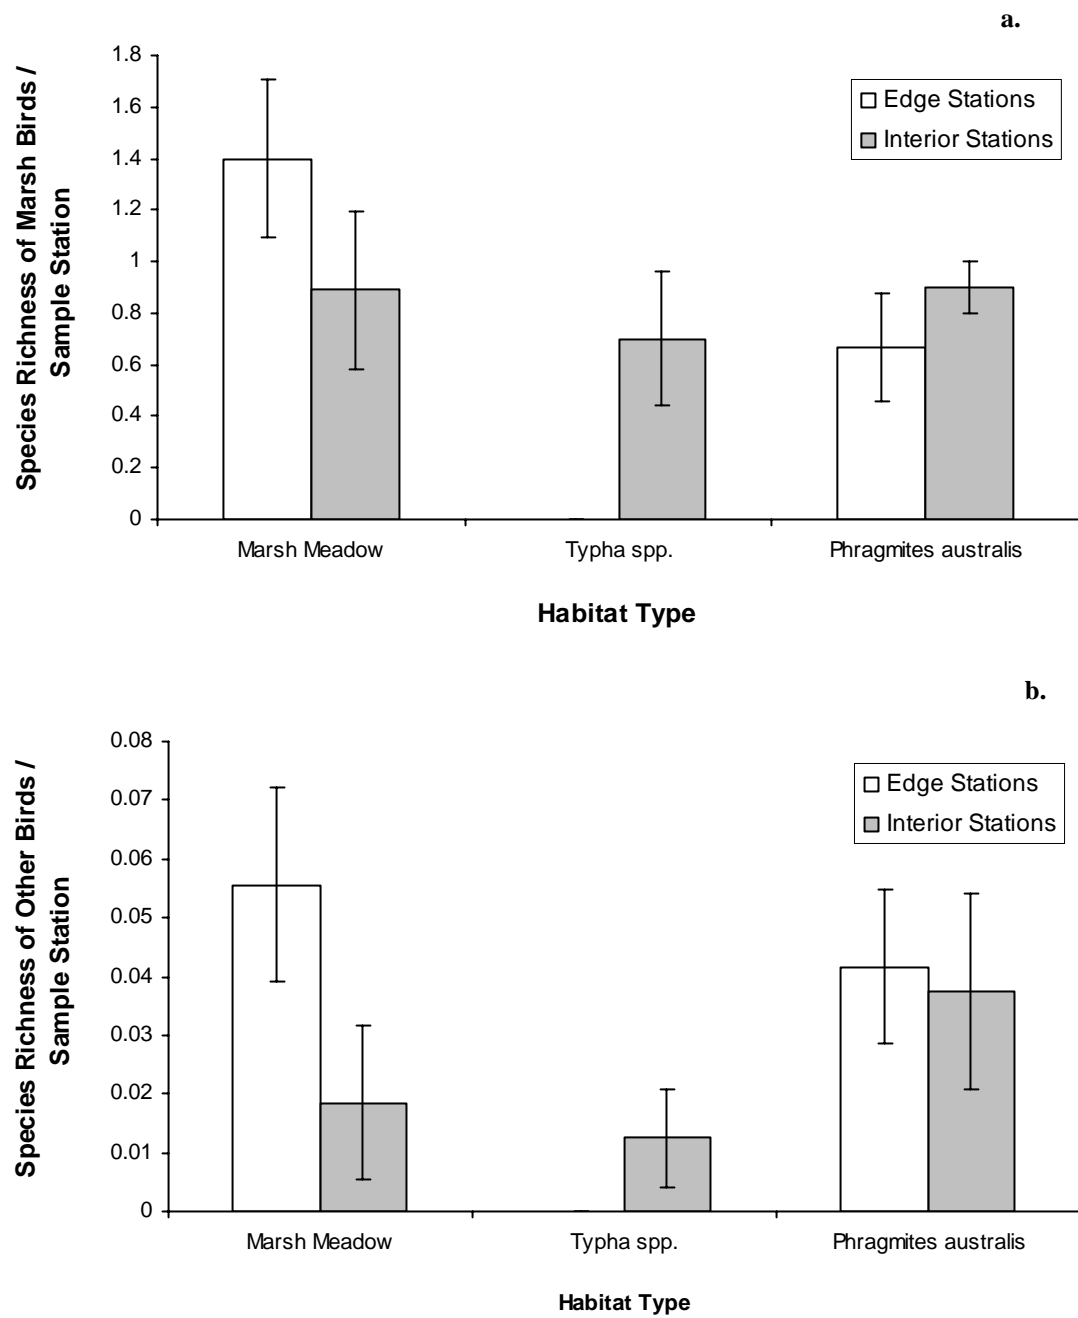 a.
Species Richness of Marsh Birds /
Sample Station
1.8
1.6
1.4
1.2
1
0.8
0.6
0.4
0.2
0
Edge Stations
Interior Stations
Marsh Meadow
Typha spp.
Phragmites australis
Habitat Type
b.
Species Richness of Other Birds /
Sample Station
0.08
0.07
0.06
0.05
0.04
0.03
0.02
0.01
0
Edge Stations
Interior Stations
Marsh Meadow
Typha spp.
Phragmites australis
Habitat Type